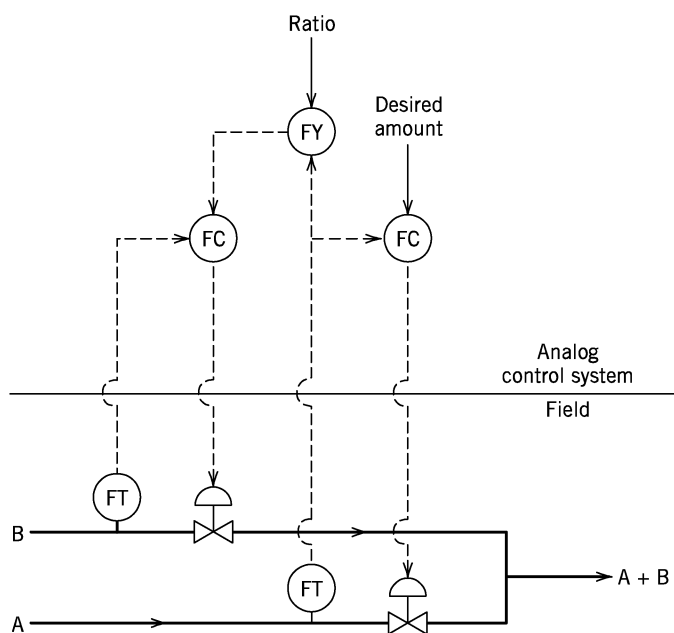 Ratio
Desired
amount
FY
FC
FC
Analog
control system
Field
FT
B
FT
A + B
A